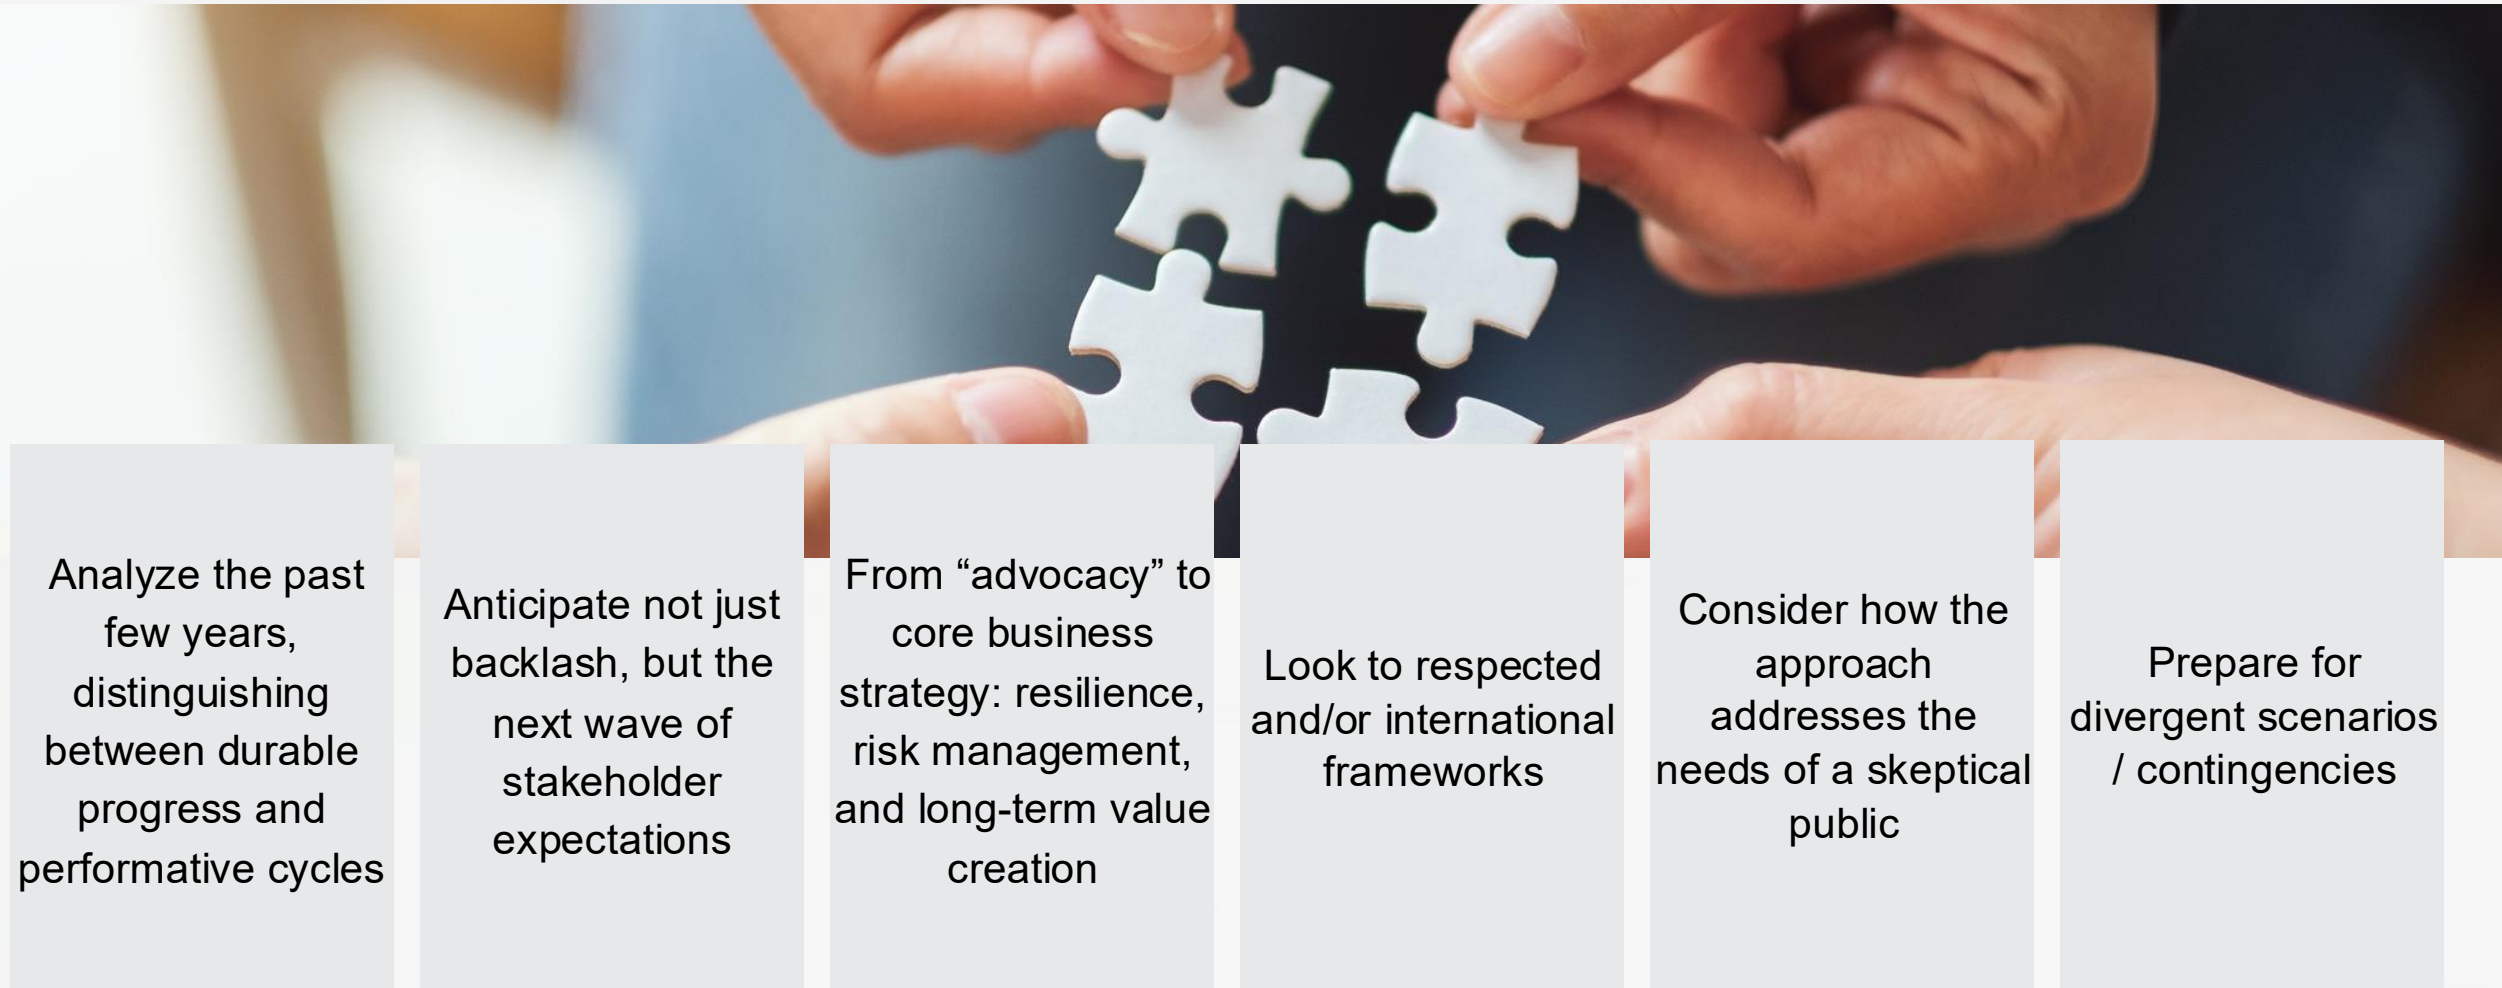 Analyze the past
few years,
distinguishing
between durable
progress and
performative cycles
Anticipate not just
backlash, but the
next wave of
stakeholder
expectations
From “advocacy” to
core business
strategy: resilience,
risk management,
and long-term value
creation
Look to respected
and/or international
frameworks
Consider how the
approach
addresses the
needs of a skeptical
public
Prepare for
divergent scenarios
/ contingencies